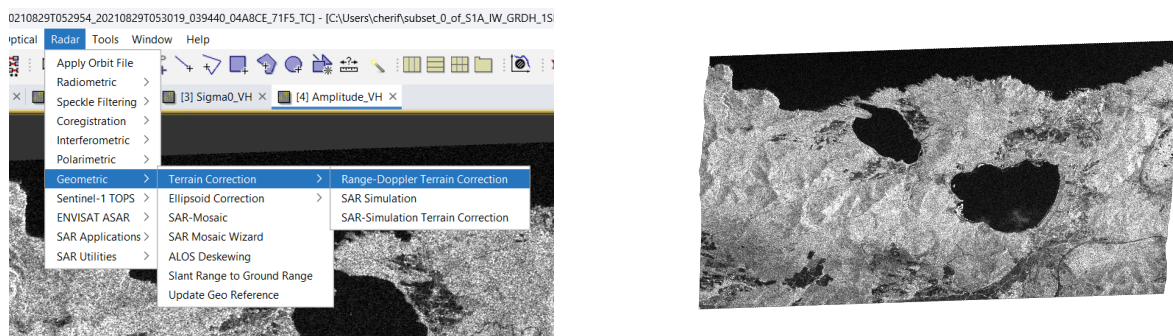 0210829T052954_20210829T053019_039440_04A8CE_71F5_TC] - [C:\Users\cherif\subset_0_of_S1A_IW_GRDH_1S
ptical Radar Tools Window Help
[3] Sigma0_VH [4] Amplitude_VH
Apply Orbit File
Radiometric
Speckle Filtering
Coregistration
Interferometric
Polarimetric
Geometric
Sentinel-1 TOPS
ENVISAT ASAR
SAR Applications
SAR Utilities
Terrain Correction
Ellipsoid Correction
SAR-Mosaic
SAR Mosaic Wizard
ALOS Deskewing
Slant Range to Ground Range
Update Geo Reference
Range-Doppler Terrain Correction
SAR Simulation
SAR-Simulation Terrain Correction